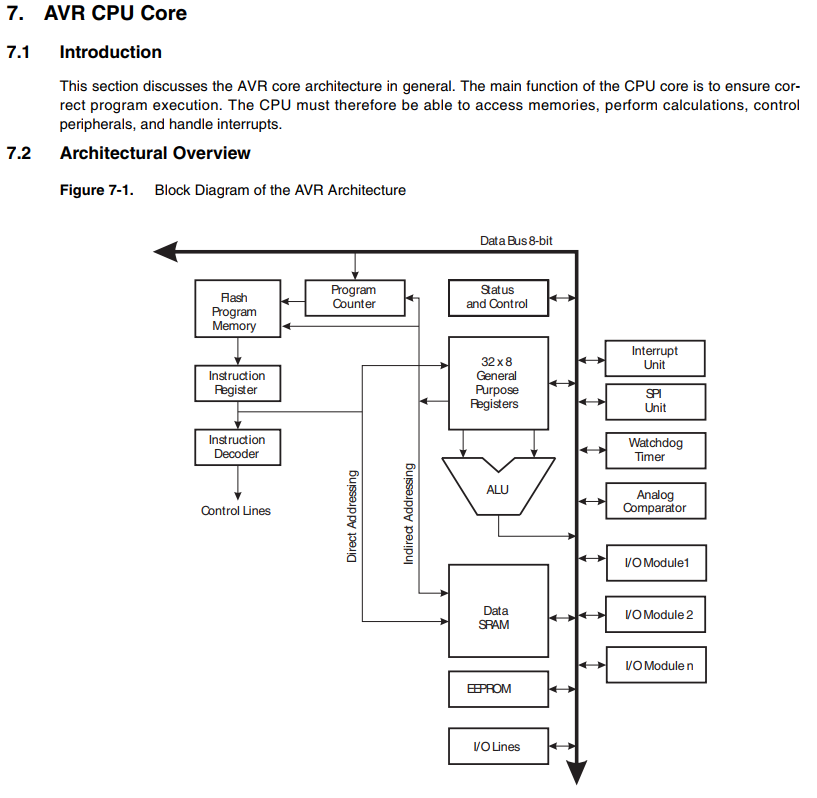 7. AVR CPU Core
7.1 Introduction
This section discusses the AVR core architecture in general. The main function of the CPU core is to ensure cor-
rect program execution. The CPU must therefore be able to access memories, perform calculations, control
peripherals, and handle interrupts.
7.2 Architectural Overview
Figure 7-1. Block Diagram of the AVR Architecture
Data Bus 8-bit
Flash
Program
Memory
Program
Counter
Status
and Control
Instruction
Register
32 x 8
General
Purpose
Registers
Interrupt
Unit
SPI
Unit
Instruction
Decoder
Watchdog
Timer
Control Lines
Direct Addressing
Indirect Addressing
ALU
Analog
Comparator
I/O Module1
Data
SRAM
I/O Module 2
I/O Module n
EEPROM
I/O Lines